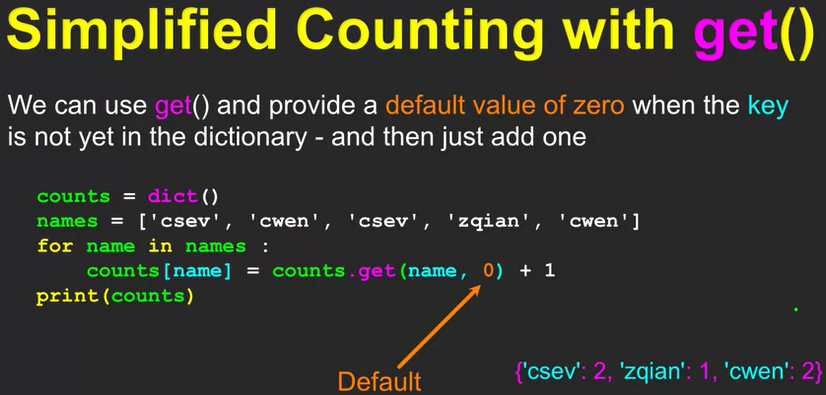 Simplified Counting with get()
We can use get() and provide a default value of zero when the key
is not yet in the dictionary - and then just add one
counts = dict()
names = ['csev', 'cwen', 'csev', 'zqian', 'cwen']
for name in names :
    counts[name] = counts.get(name, 0) + 1
print(counts)
Default
{'csev': 2, 'zqian': 1, 'cwen': 2}